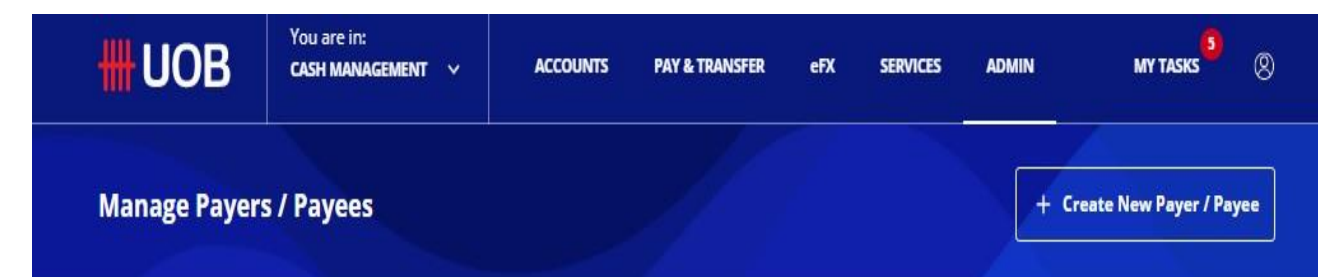 UOB
You are in:
CASH MANAGEMENT
ACCOUNTS PAY & TRANSFER eFX SERVICES ADMIN MY TASKS 5
Manage Payers / Payees
+ Create New Payer / Payee